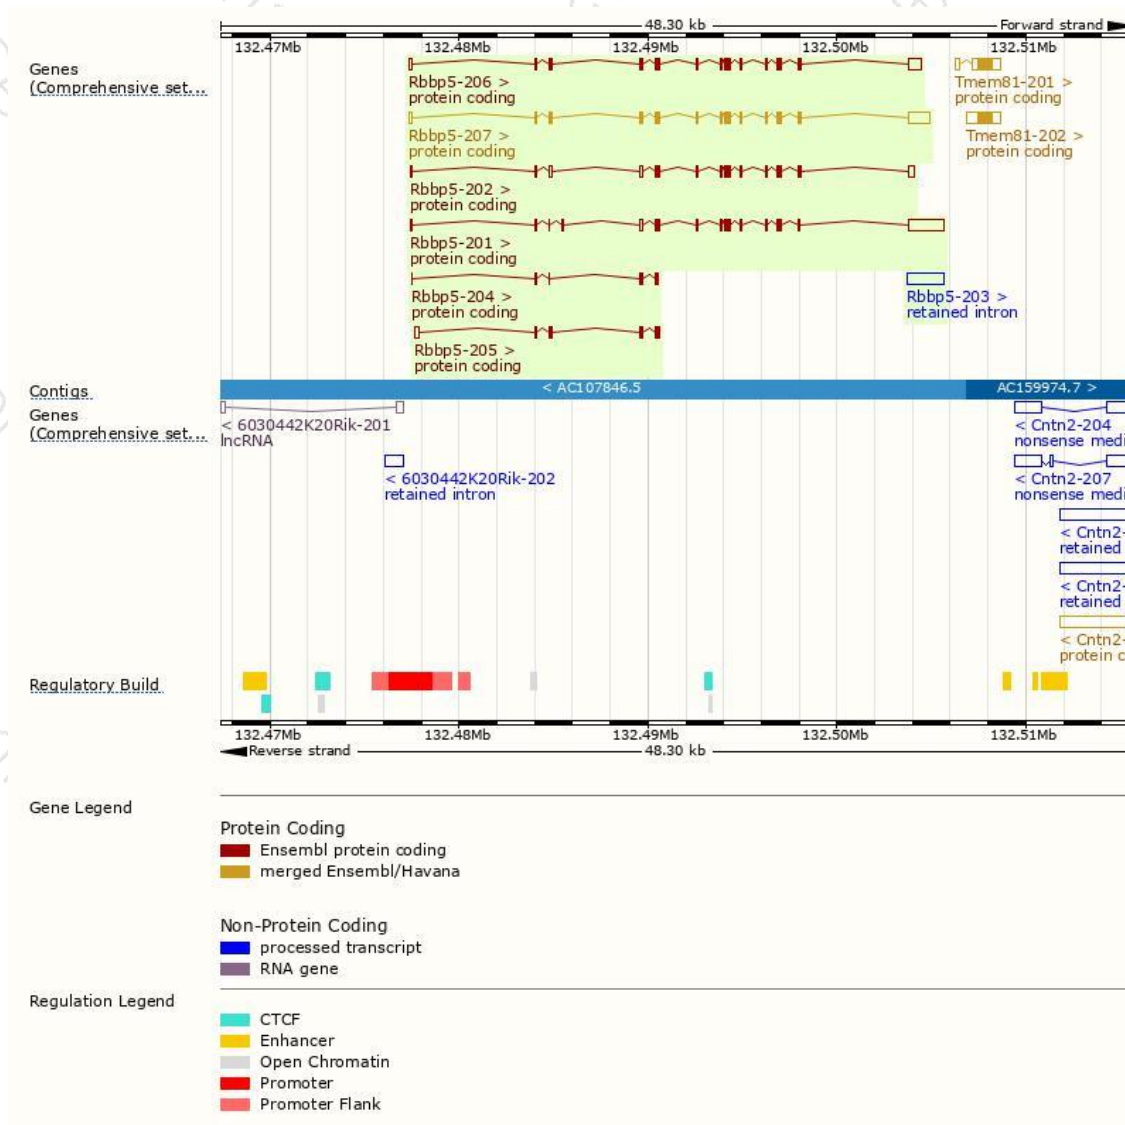 48.30 kb
Forward strand
132.47Mb 132.48Mb 132.49Mb 132.50Mb 132.51Mb
Genes
(Comprehensive set...
Rbbp5-206 >
protein coding
Tmem81-201 >
protein coding
Rbbp5-207 >
protein coding
Tmem81-202 >
protein coding
Rbbp5-202 >
protein coding
Rbbp5-201 >
protein coding
Rbbp5-204 >
protein coding
Rbbp5-203 >
retained intron
Rbbp5-205 >
protein coding
Contigs
< AC107846.5
AC159974.7 >
Genes
(Comprehensive set...
< 6030442K20Rik-201
lncRNA
< Cntn2-204
nonsense medi
< 6030442K20Rik-202
retained intron
< Cntn2-207
nonsense medi
< Cntn2-
retained
< Cntn2-
retained
< Cntn2-
protein c
Regulatory Build
132.47Mb 132.48Mb 132.49Mb 132.50Mb 132.51Mb
Reverse strand
48.30 kb
Gene Legend
Protein Coding
Ensembl protein coding
merged Ensembl/Havana
Non-Protein Coding
processed transcript
RNA gene
Regulation Legend
CTCF
Enhancer
Open Chromatin
Promoter
Promoter Flank